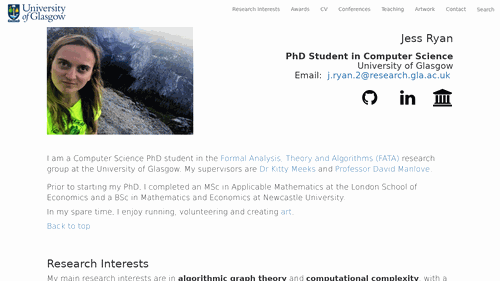 University of Glasgow
Research Interests Awards CV Conferences Teaching Artwork Contact Search
Jess Ryan
PhD Student in Computer Science
University of Glasgow
Email: j.ryan.2@research.gla.ac.uk
I am a Computer Science PhD student in the Formal Analysis, Theory and Algorithms (FATA) research
group at the University of Glasgow. My supervisors are Dr Kitty Meeks and Professor David Manlove.
Prior to starting my PhD, I completed an MSc in Applicable Mathematics at the London School of
Economics and a BSc in Mathematics and Economics at Newcastle University.
In my spare time, I enjoy running, volunteering and creating art.
Back to top
Research Interests
My main research interests are in algorithmic graph theory and computational complexity, with a